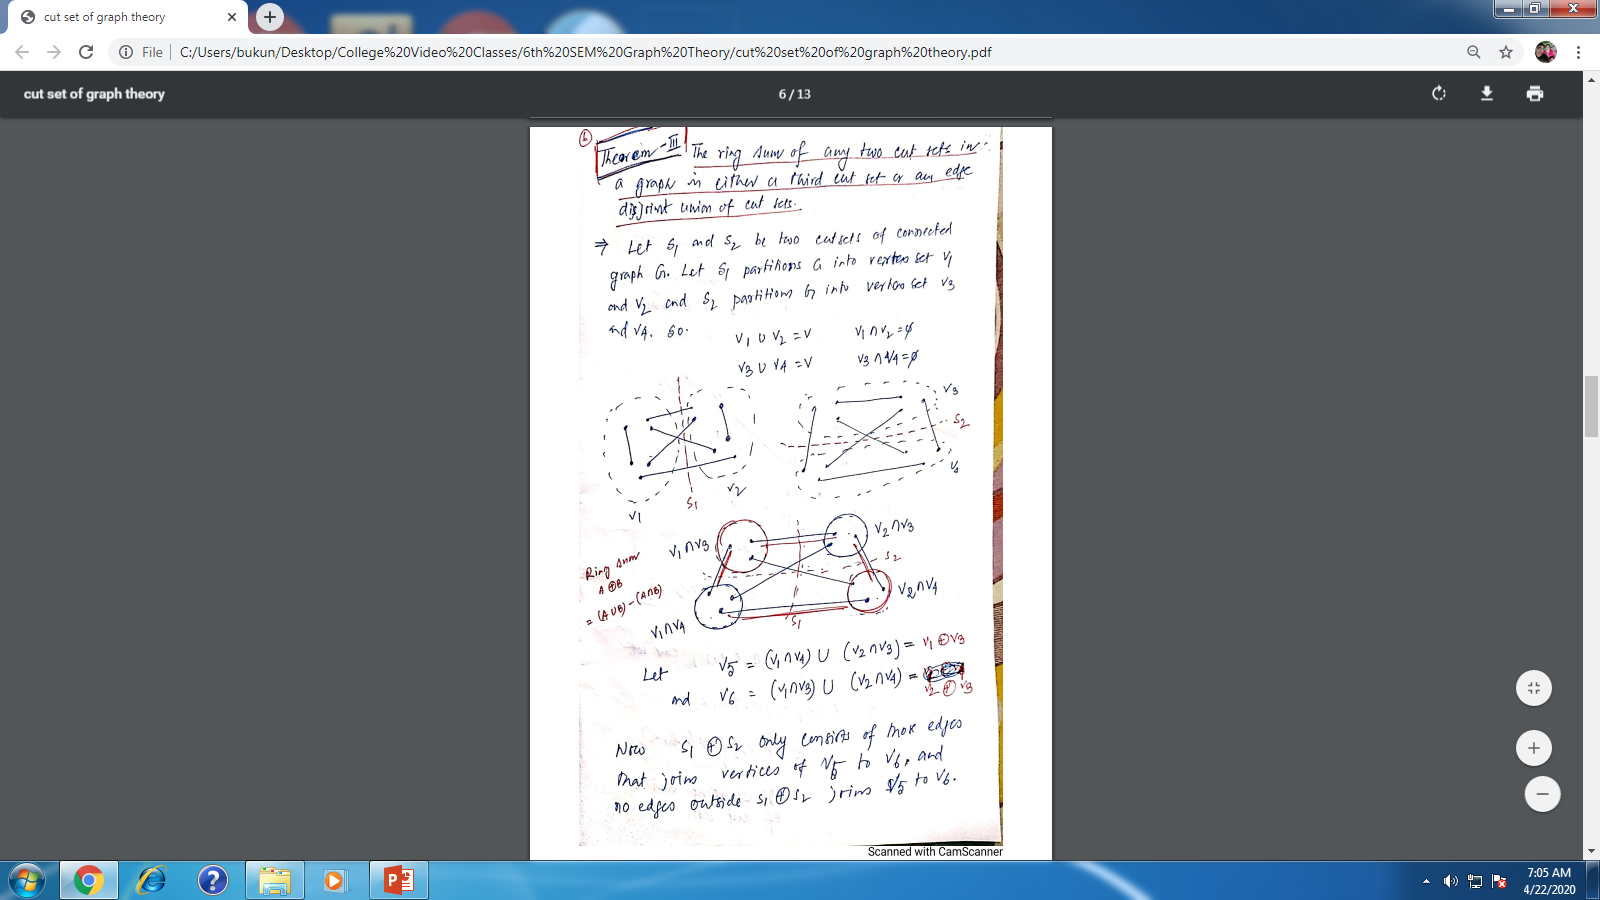 cut set of graph theory
File | C:/Users/bukun/Desktop/College%20Video%20Classes/6th%20SEM%20Graph%20Theory/cut%20set%20of%20graph%20theory.pdf
cut set of graph theory
6 / 13
6
Theorem-III The ring sum of any two cut sets in
a graph is either a third cut set or an edge
disjoint union of cut sets.
⇒ Let S1 and S2 be two cutsets of connected
graph G. Let S1 partitions G into vertex set V1
and V2 and S2 partitions G into vertex set V3
and V4. So.
V1 ∪ V2 = V V1 ∩ V2 = φ
V3 ∪ V4 = V V3 ∩ V4 = φ
V3
S2
V4
V2
S1
V1
V1∩V3 V2∩V3
S2
Ring sum
A ⊕ B
= (A∪B) - (A∩B)
V2∩V4
S1
V1∩V4
Let V5 = (V1∩V4) ∪ (V2∩V3) = V1 ⊕ V3
and V6 = (V1∩V3) ∪ (V2∩V4) =
V2 ⊕ V3
Now S1 ⊕ S2 only consists of those edges
that joins vertices of V5 to V6, and
no edges outside S1 ⊕ S2 joins V5 to V6.
Scanned with CamScanner
7:05 AM
4/22/2020